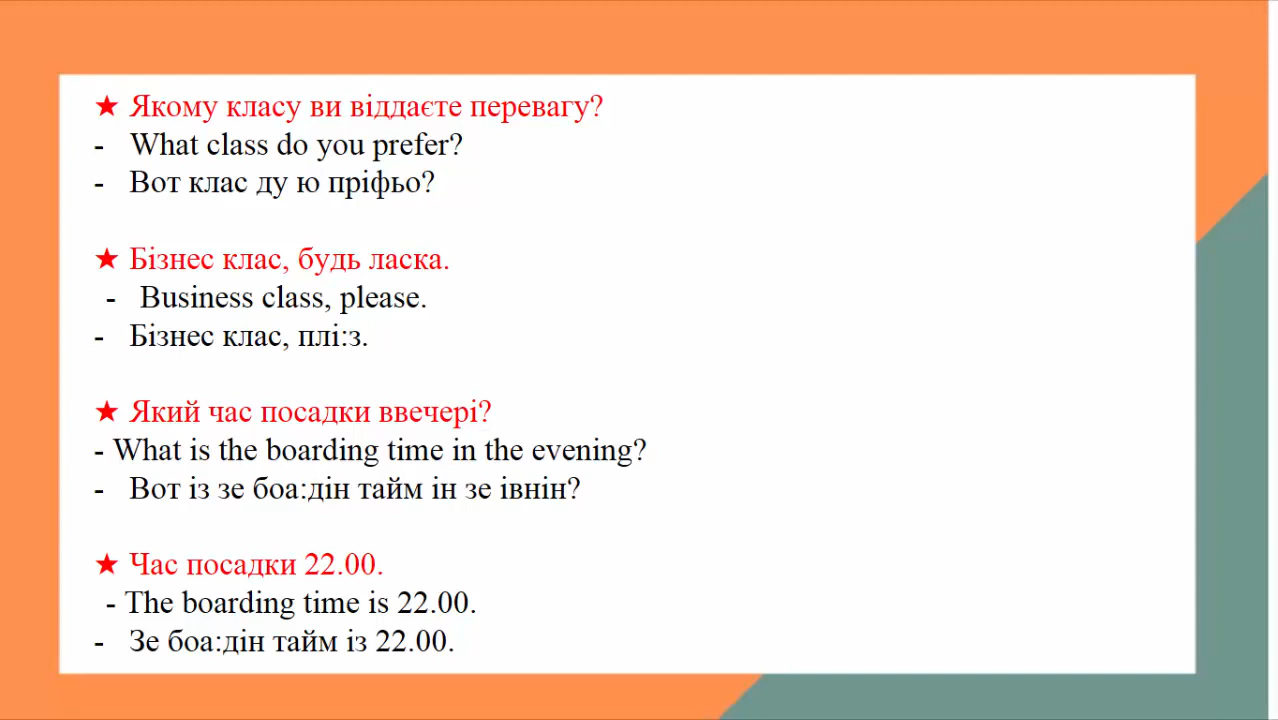 ★ Якому класу ви віддаєте перевагу?
- What class do you prefer?
- Вот клас ду ю пріфьо?
★ Бізнес клас, будь ласка.
- Business class, please.
- Бізнес клас, плі:з.
★ Який час посадки ввечері?
- What is the boarding time in the evening?
- Вот із зе боа:дін тайм ін зе івнін?
★ Час посадки 22.00.
- The boarding time is 22.00.
- Зе боа:дін тайм із 22.00.